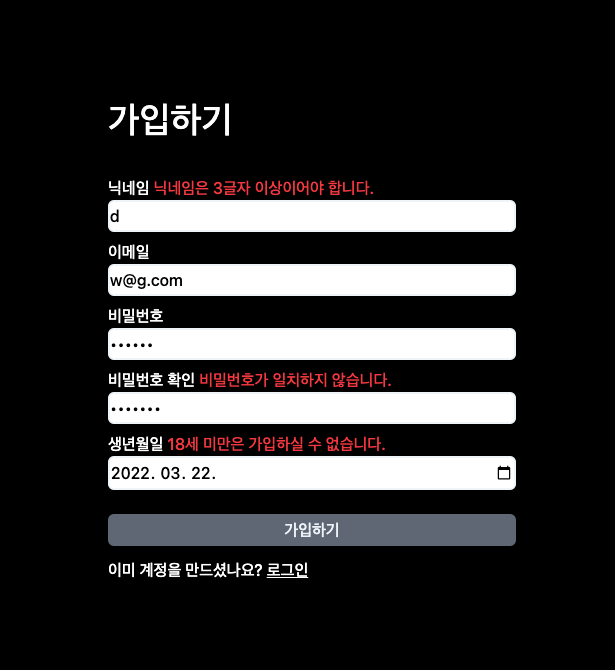 가입하기
닉네임 닉네임은 3글자 이상이어야 합니다.
d
이메일
w@g.com
비밀번호
••••••
비밀번호 확인 비밀번호가 일치하지 않습니다.
•••••••
생년월일 18세 미만은 가입하실 수 없습니다.
2022. 03. 22.
가입하기
이미 계정을 만드셨나요? 로그인